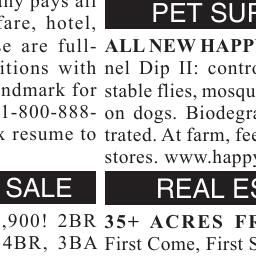 any pays all
fare, hotel,
e are full-
itions with
ndmark for
1-800-888-
x resume to
SALE
,900! 2BR
4BR, 3BA
PET SUP
ALL NEW HAPP
nel Dip II: contro
stable flies, mosqu
on dogs. Biodegra
trated. At farm, fee
stores. www.happy
REAL ES
35+ ACRES FR
First Come, First S